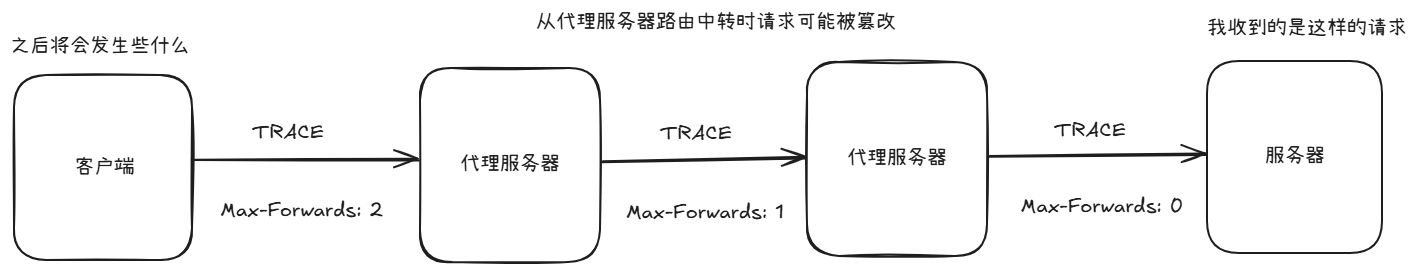 从代理服务器路由中转时请求可能被篡改
我收到的是这样的请求
之后将会发生些什么
TRACE
TRACE
TRACE
客户端
代理服务器
代理服务器
服务器
Max-Forwards: 2
Max-Forwards: 1
Max-Forwards: 0